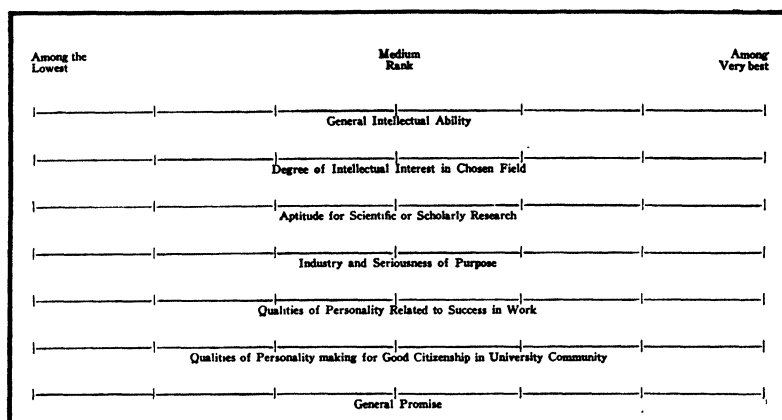 Among the Medium Among
Lowest Rank Very best
General Intellectual Ability
Degree of Intellectual Interest in Chosen Field
Aptitude for Scientific or Scholarly Research
Industry and Seriousness of Purpose
Qualities of Personality Related to Success in Work
Qualities of Personality making for Good Citizenship in University Community
General Promise